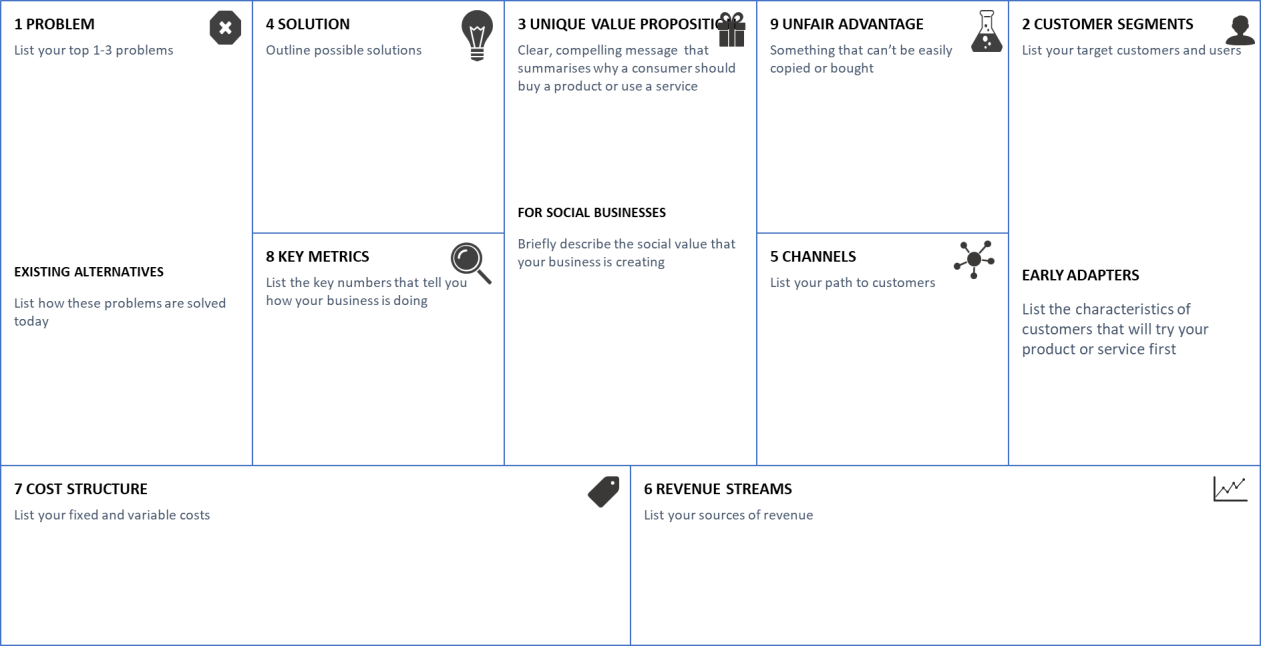 1 PROBLEM
List your top 1-3 problems
EXISTING ALTERNATIVES
List how these problems are solved
today
4 SOLUTION
Outline possible solutions
8 KEY METRICS
List the key numbers that tell you
how your business is doing
3 UNIQUE VALUE PROPOSITIO
Clear, compelling message that
summarises why a consumer should
buy a product or use a service
FOR SOCIAL BUSINESSES
Briefly describe the social value that
your business is creating
9 UNFAIR ADVANTAGE
Something that can't be easily
copied or bought
5 CHANNELS
List your path to customers
2 CUSTOMER SEGMENTS
List your target customers and users
EARLY ADAPTERS
List the characteristics of
customers that will try your
product or service first
7 COST STRUCTURE
List your fixed and variable costs
6 REVENUE STREAMS
List your sources of revenue